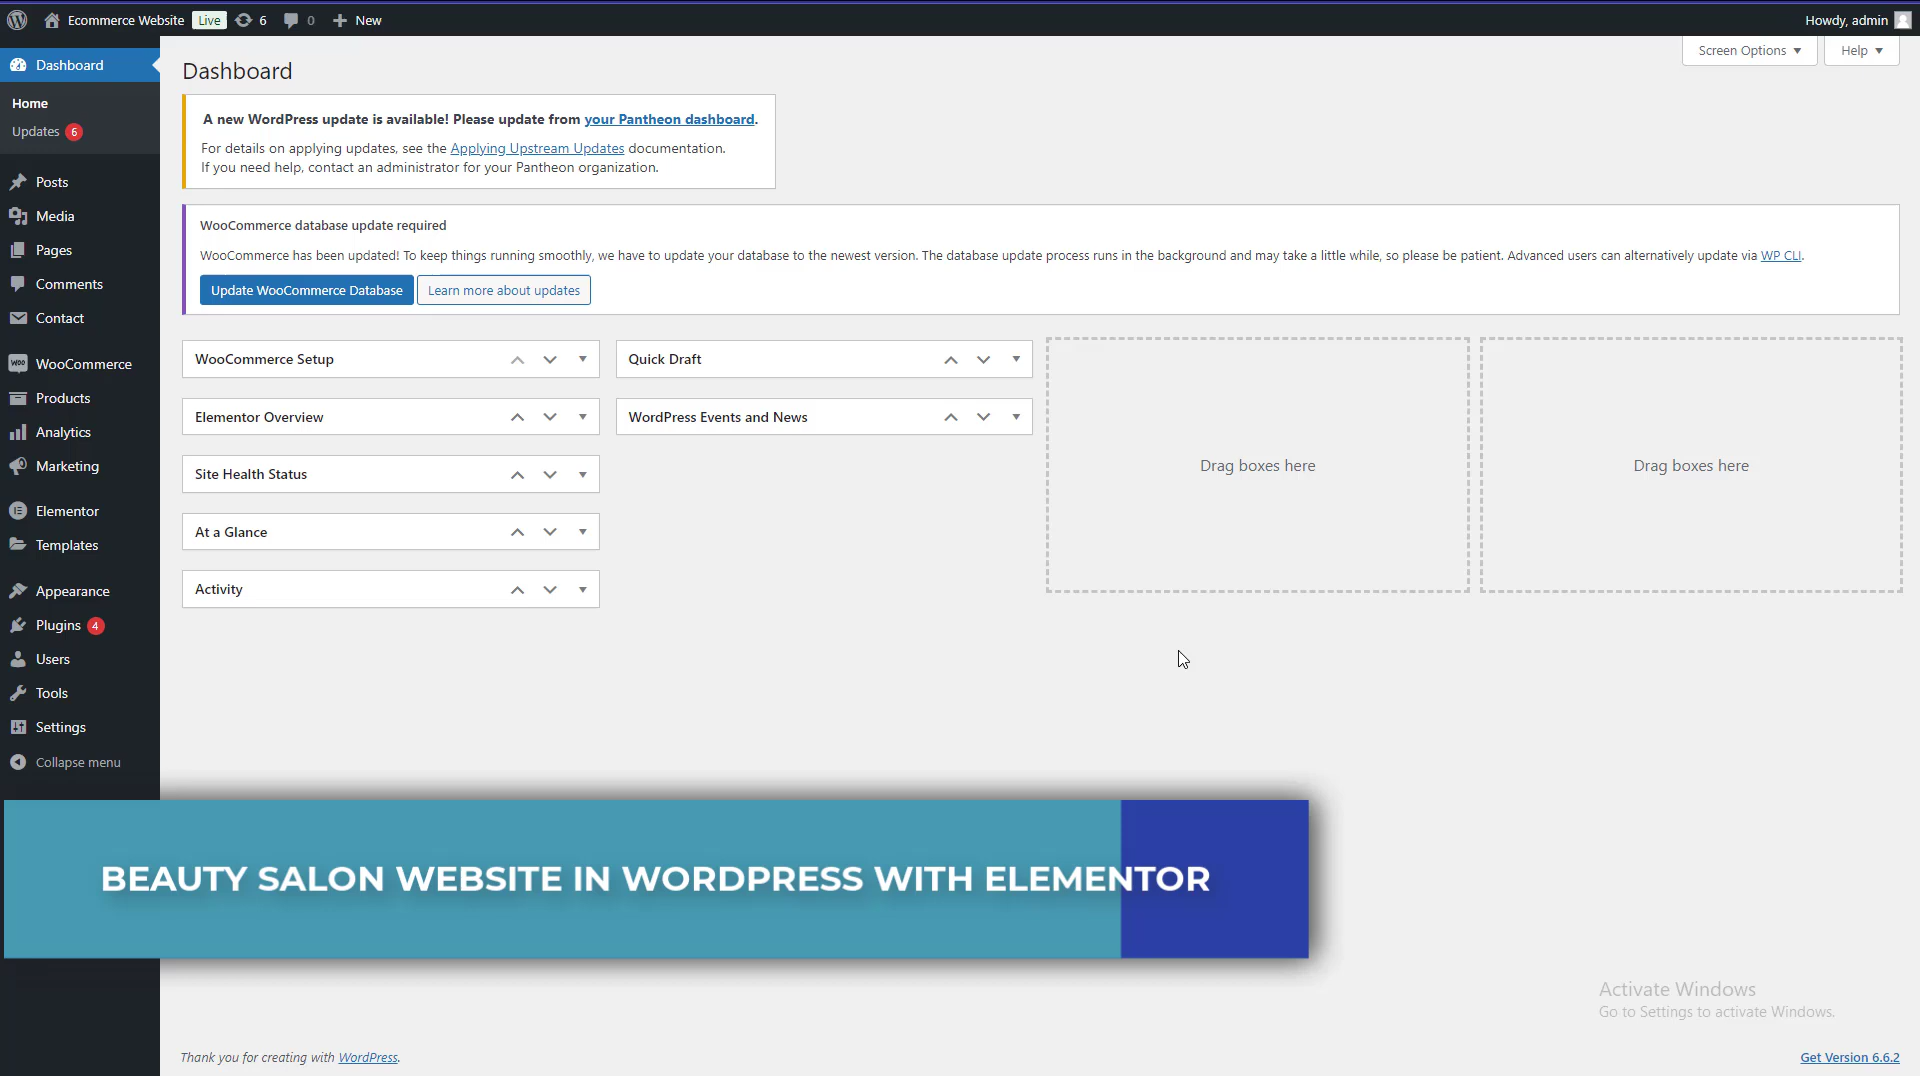 Ecommerce Website Live 6 0 New
Howdy, admin
Screen Options
Help
Dashboard
Home
Updates 6
Posts
Media
Pages
Comments
Contact
WooCommerce
Products
Analytics
Marketing
Elementor
Templates
Appearance
Plugins 4
Users
Tools
Settings
Collapse menu
Dashboard
A new WordPress update is available! Please update from your Pantheon dashboard.
For details on applying updates, see the Applying Upstream Updates documentation.
If you need help, contact an administrator for your Pantheon organization.
WooCommerce database update required
WooCommerce has been updated! To keep things running smoothly, we have to update your database to the newest version. The database update process runs in the background and may take a little while, so please be patient. Advanced users can alternatively update via WP CLI.
Update WooCommerce Database
Learn more about updates
WooCommerce Setup
Elementor Overview
Site Health Status
At a Glance
Activity
Quick Draft
WordPress Events and News
Drag boxes here
Drag boxes here
BEAUTY SALON WEBSITE IN WORDPRESS WITH ELEMENTOR
Activate Windows
Go to Settings to activate Windows.
Thank you for creating with WordPress.
Get Version 6.6.2